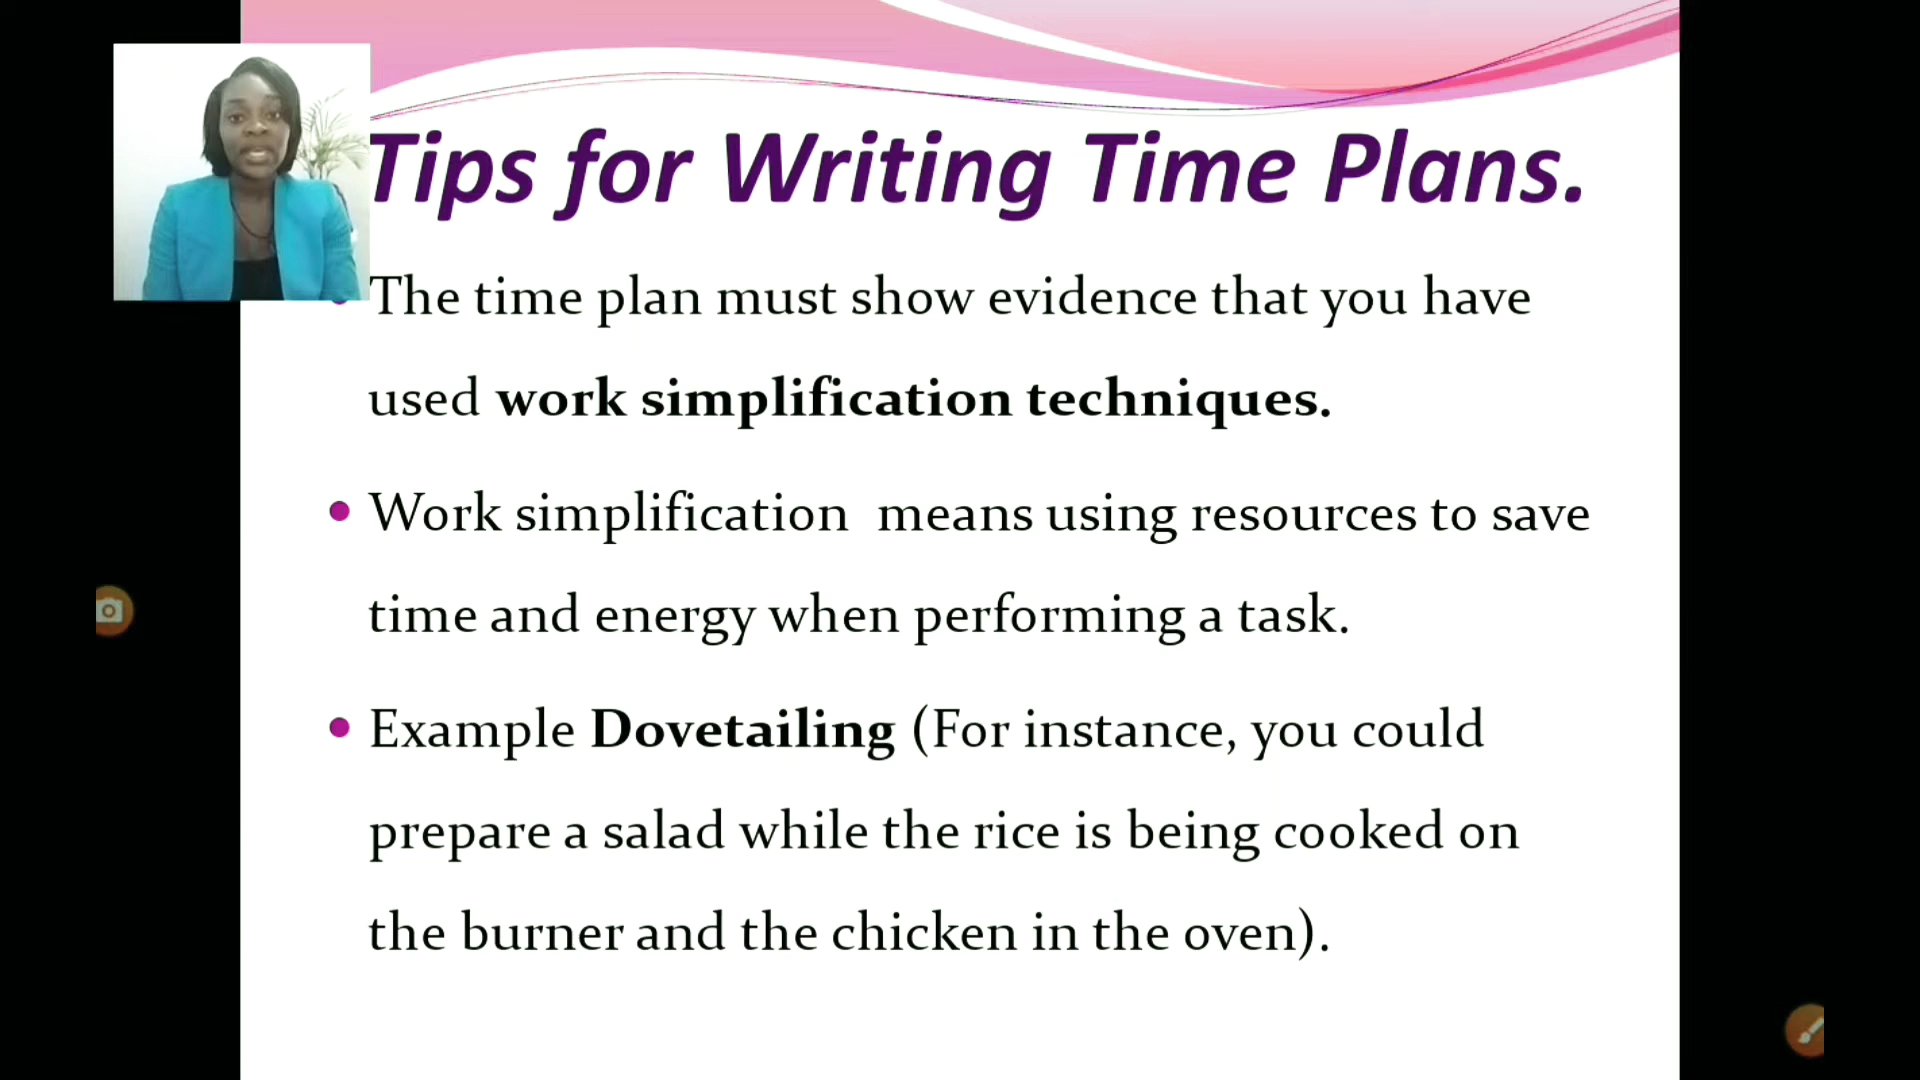 Tips for Writing Time Plans.
The time plan must show evidence that you have
used work simplification techniques.
• Work simplification means using resources to save
time and energy when performing a task.
• Example Dovetailing (For instance, you could
prepare a salad while the rice is being cooked on
the burner and the chicken in the oven).